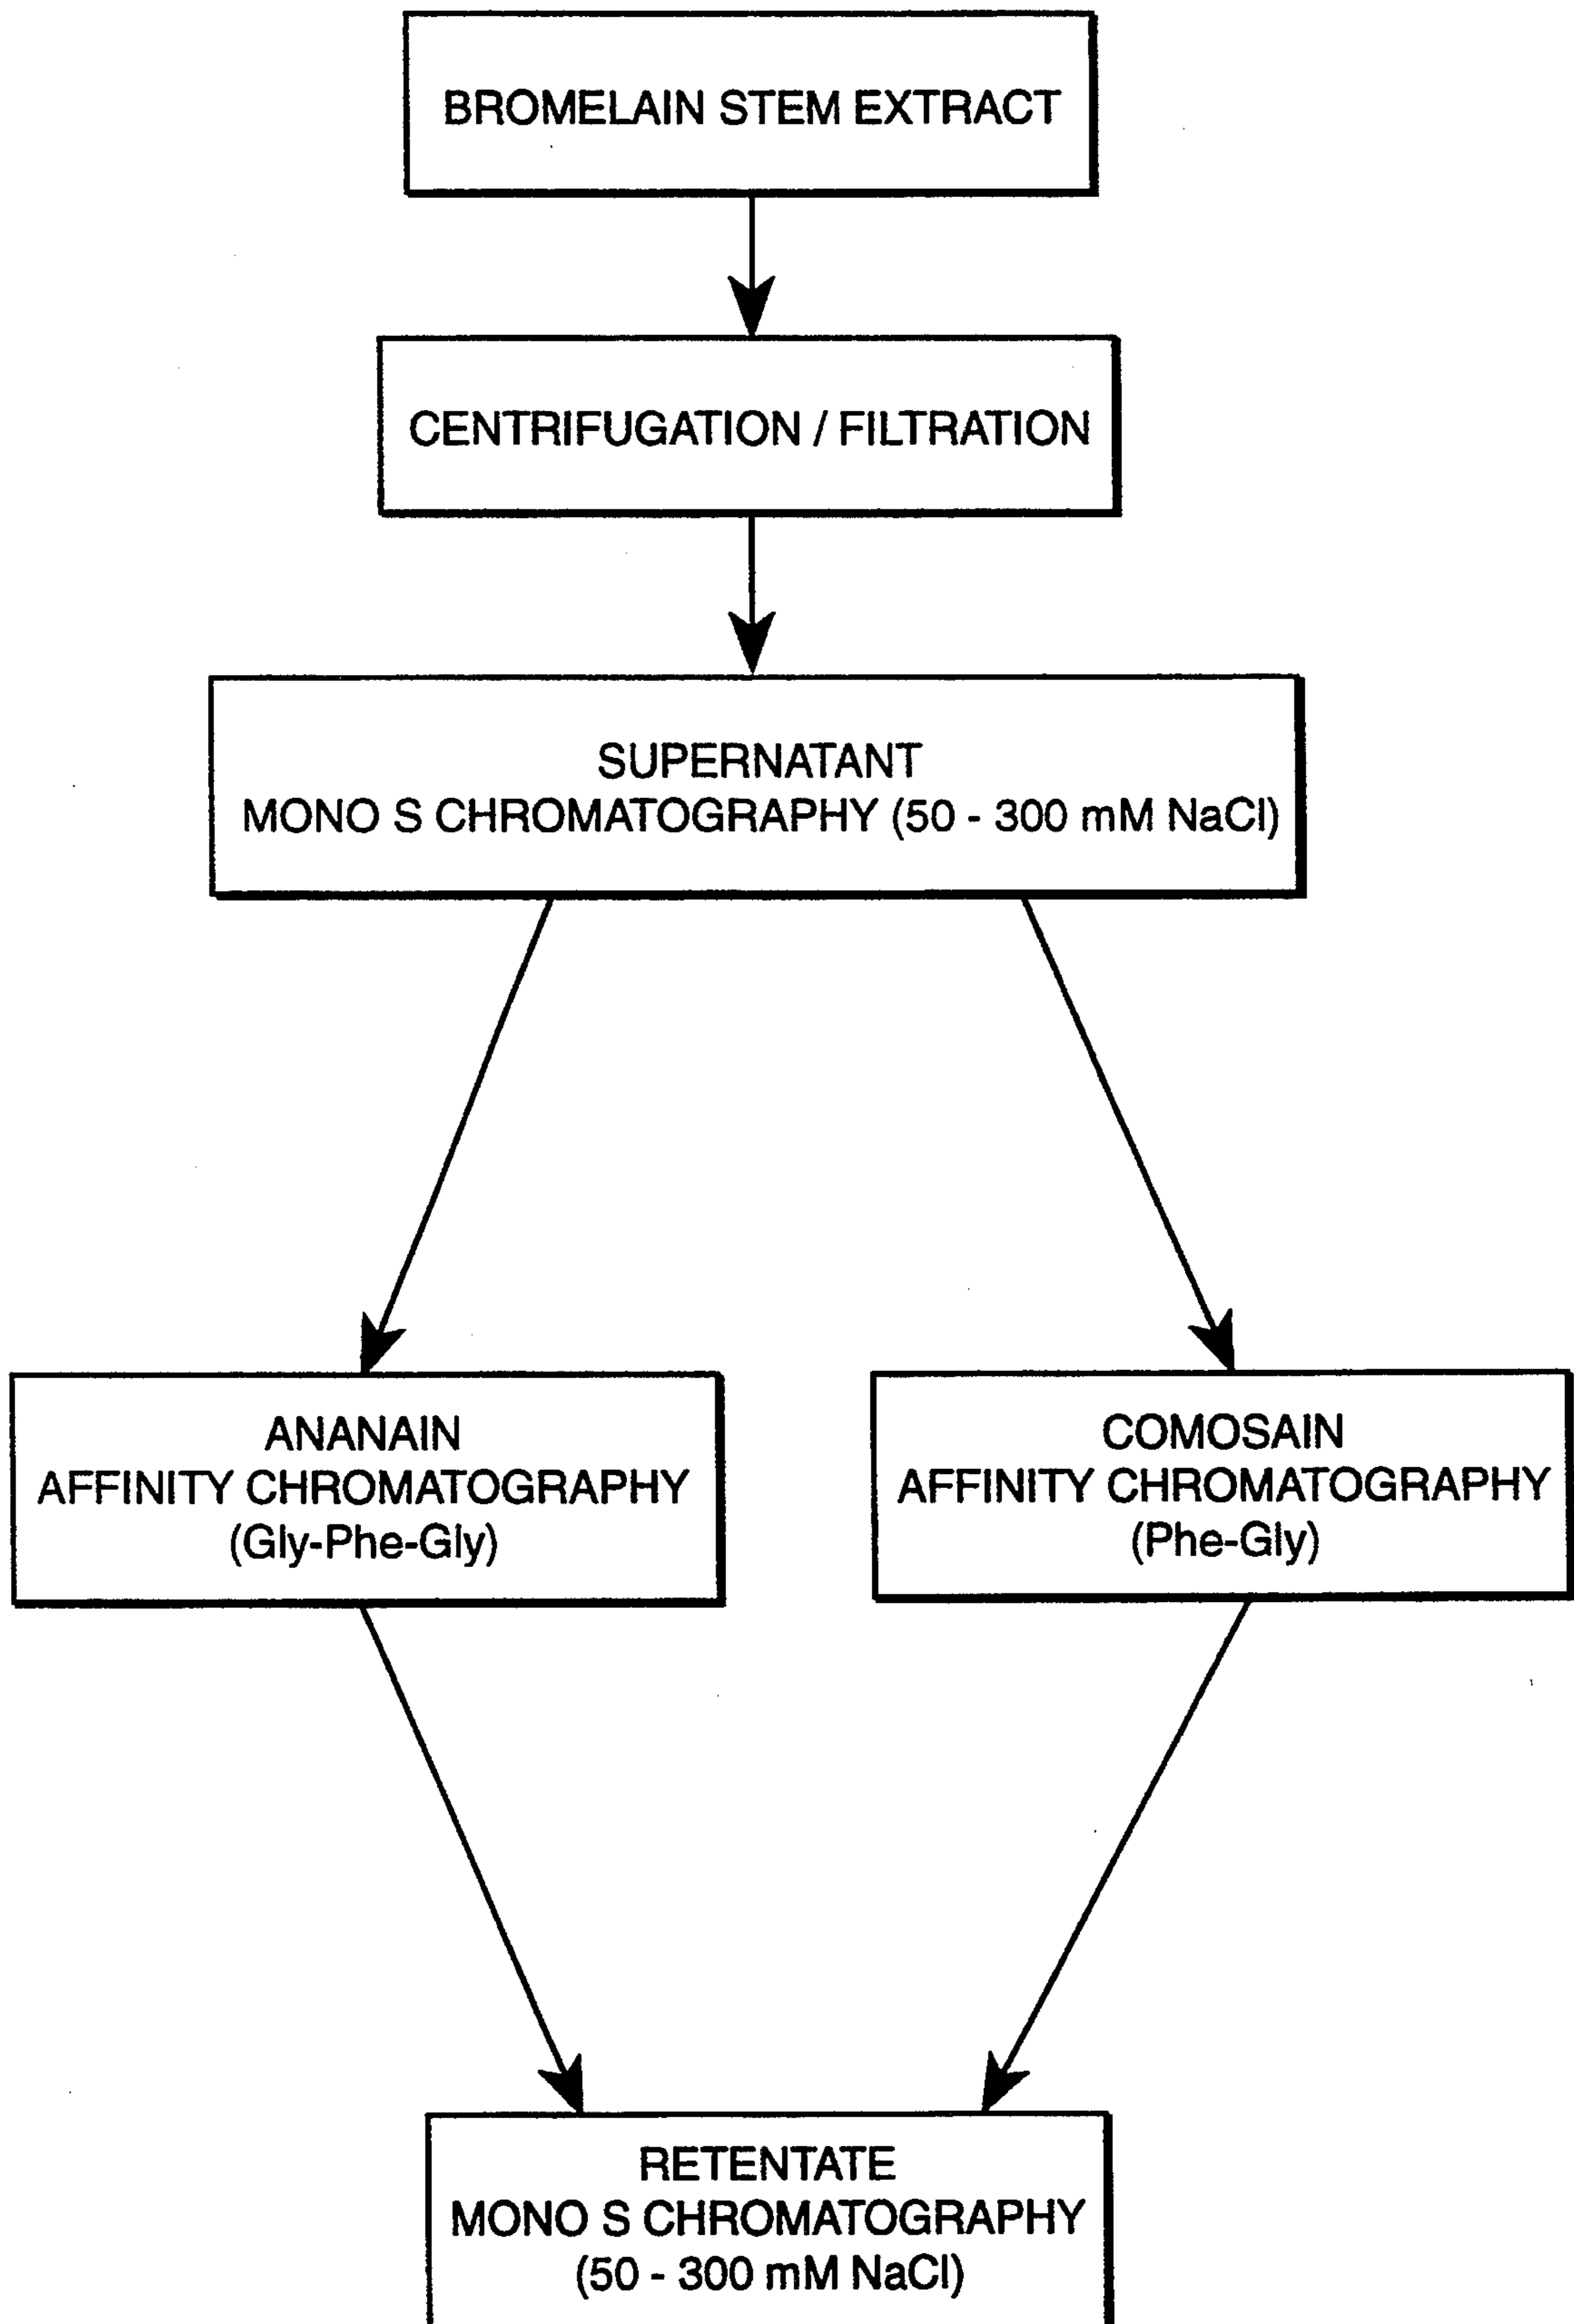 BROMELAIN STEM EXTRACT
CENTRIFUGATION / FILTRATION
SUPERNATANT
MONO S CHROMATOGRAPHY (50 - 300 mM NaCl)
ANANAIN
AFFINITY CHROMATOGRAPHY
(Gly-Phe-Gly)
COMOSAIN
AFFINITY CHROMATOGRAPHY
(Phe-Gly)
RETENTATE
MONO S CHROMATOGRAPHY
(50 - 300 mM NaCl)